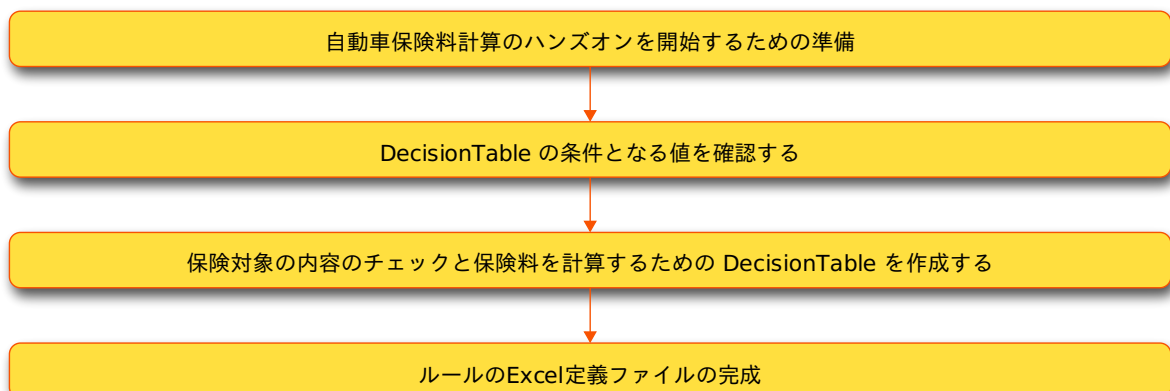 自動車保険料計算のハンズオンを開始するための準備
DecisionTable の条件となる値を確認する
保険対象の内容のチェックと保険料を計算するための DecisionTable を作成する
ルールのExcel定義ファイルの完成